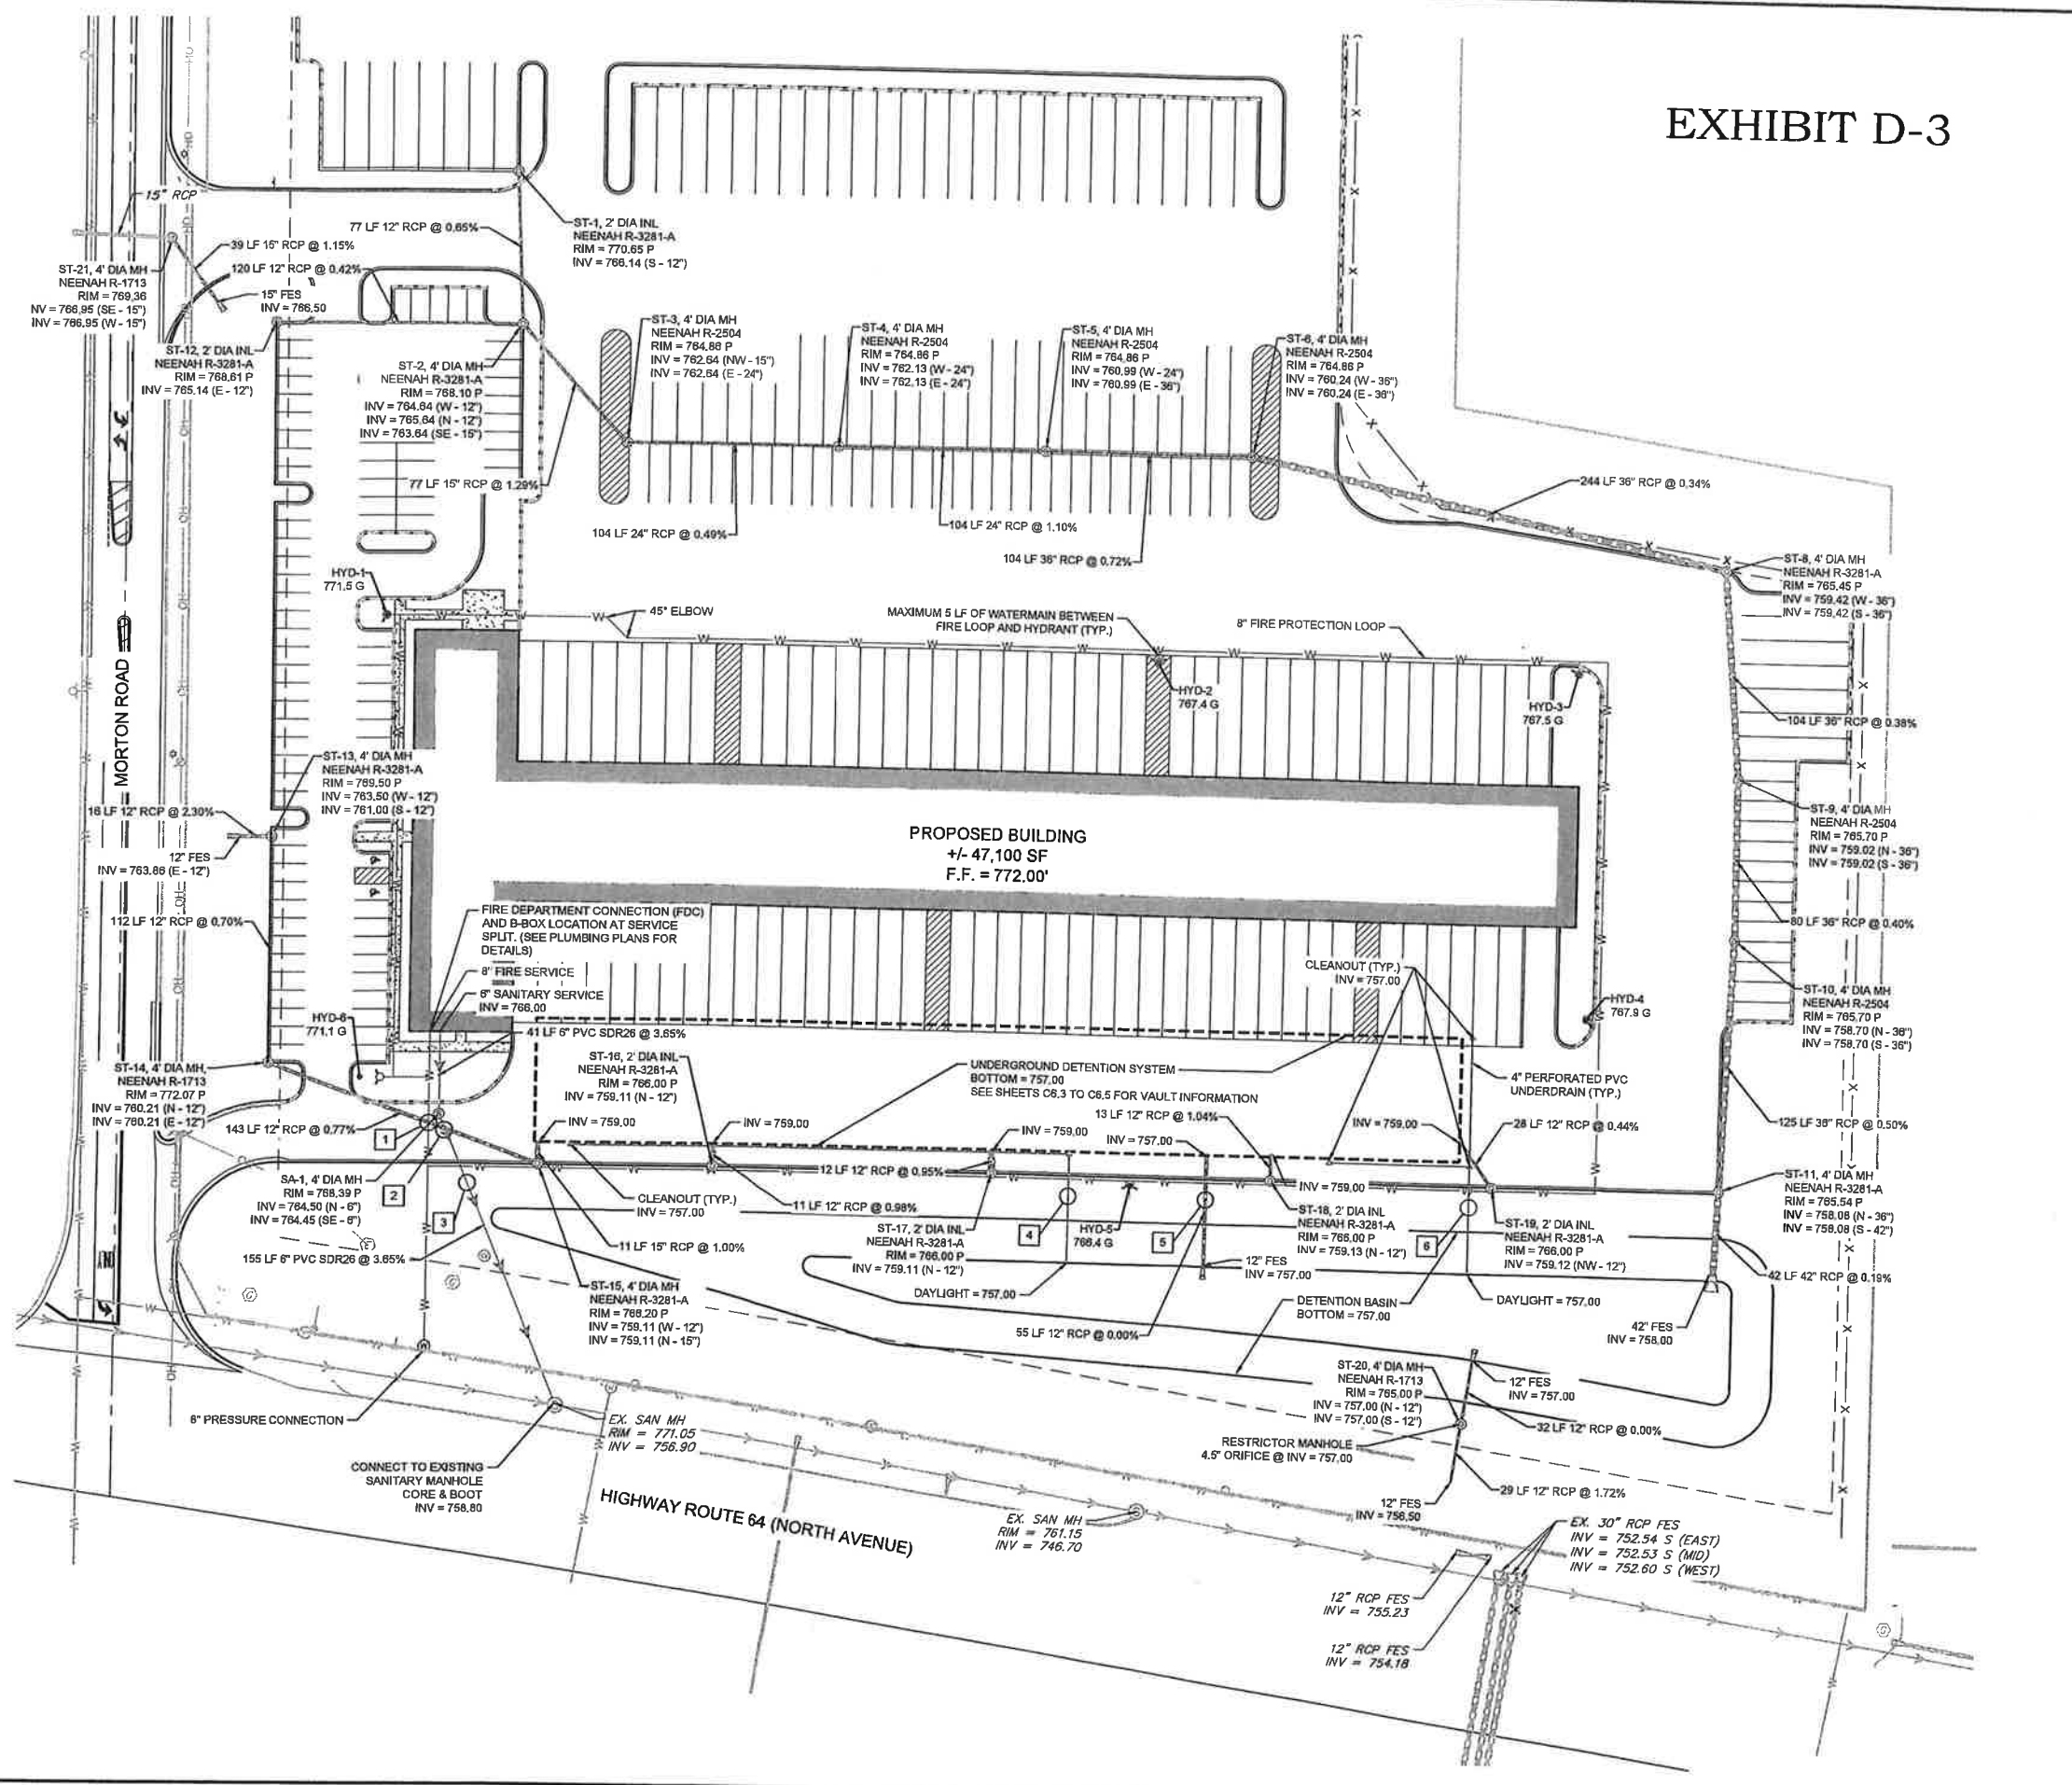 EXHIBIT D-3
15" RCP
39 LF 15" RCP @ 1.15%
ST-21, 4' DIA MH
NEENAH R-1713
RIM = 769.36
NV = 766.95 (SE - 15")
INV = 766.95 (W - 15")
120 LF 12" RCP @ 0.42%
15" FES
INV = 766.50
77 LF 12" RCP @ 0.65%
ST-1, 2' DIA INL
NEENAH R-3281-A
RIM = 770.65 P
INV = 766.14 (S - 12")
ST-12, 2' DIA INL
NEENAH R-3281-A
RIM = 768.61 P
INV = 765.14 (E - 12")
ST-2, 4' DIA MH
NEENAH R-3281-A
RIM = 768.10 P
INV = 764.64 (W - 12")
INV = 765.64 (N - 12")
INV = 763.64 (SE - 15")
ST-3, 4' DIA MH
NEENAH R-2504
RIM = 764.86 P
INV = 762.64 (NW - 15")
INV = 762.64 (E - 24")
ST-4, 4' DIA MH
NEENAH R-2504
RIM = 764.86 P
INV = 762.13 (W - 24")
INV = 762.13 (E - 24")
ST-5, 4' DIA MH
NEENAH R-2504
RIM = 764.86 P
INV = 760.99 (W - 24")
INV = 760.99 (E - 36")
ST-6, 4' DIA MH
NEENAH R-2504
RIM = 764.86 P
INV = 760.24 (W - 36")
INV = 760.24 (E - 36")
77 LF 15" RCP @ 1.29%
104 LF 24" RCP @ 0.49%
104 LF 24" RCP @ 1.10%
104 LF 36" RCP @ 0.72%
244 LF 36" RCP @ 0.34%
ST-8, 4' DIA MH
NEENAH R-3281-A
RIM = 765.45 P
INV = 759.42 (W - 36")
INV = 759.42 (S - 36")
HYD-1
771.5 G
45° ELBOW
MAXIMUM 5 LF OF WATERMAIN BETWEEN
FIRE LOOP AND HYDRANT (TYP.)
8" FIRE PROTECTION LOOP
HYD-2
767.4 G
HYD-3
767.5 G
104 LF 36" RCP @ 0.38%
MORTON ROAD
ST-13, 4' DIA MH
NEENAH R-3281-A
RIM = 769.50 P
INV = 763.50 (W - 12")
INV = 761.00 (S - 12")
16 LF 12" RCP @ 2.30%
12" FES
INV = 763.86 (E - 12")
112 LF 12" RCP @ 0.70%
PROPOSED BUILDING
+/- 47,100 SF
F.F. = 772.00'
ST-9, 4' DIA MH
NEENAH R-2504
RIM = 765.70 P
INV = 759.02 (N - 36")
INV = 759.02 (S - 36")
80 LF 36" RCP @ 0.40%
FIRE DEPARTMENT CONNECTION (FDC)
AND B-BOX LOCATION AT SERVICE
SPLIT. (SEE PLUMBING PLANS FOR
DETAILS)
8" FIRE SERVICE
6" SANITARY SERVICE
INV = 766.00
41 LF 6" PVC SDR26 @ 3.65%
HYD-6
771.1 G
CLEANOUT (TYP.)
INV = 757.00
HYD-4
767.9 G
ST-10, 4' DIA MH
NEENAH R-2504
RIM = 765.70 P
INV = 758.70 (N - 36")
INV = 758.70 (S - 36")
ST-14, 4' DIA MH,
NEENAH R-1713
RIM = 772.07 P
INV = 760.21 (N - 12")
INV = 760.21 (E - 12")
ST-16, 2' DIA INL
NEENAH R-3281-A
RIM = 766.00 P
INV = 759.11 (N - 12")
UNDERGROUND DETENTION SYSTEM
BOTTOM = 757.00
SEE SHEETS C6.3 TO C6.5 FOR VAULT INFORMATION
4" PERFORATED PVC
UNDERDRAIN (TYP.)
143 LF 12" RCP @ 0.77%
1
INV = 759.00
INV = 759.00
INV = 759.00
13 LF 12" RCP @ 1.04%
INV = 757.00
INV = 759.00
28 LF 12" RCP @ 0.44%
125 LF 36" RCP @ 0.50%
SA-1, 4' DIA MH
RIM = 768.39 P
INV = 764.50 (N - 6")
INV = 764.45 (SE - 6")
2
3
12 LF 12" RCP @ 0.95%
CLEANOUT (TYP.)
INV = 757.00
11 LF 12" RCP @ 0.98%
INV = 759.00
ST-11, 4' DIA MH
NEENAH R-3281-A
RIM = 765.54 P
INV = 758.08 (N - 36")
INV = 758.08 (S - 42")
155 LF 6" PVC SDR26 @ 3.65%
11 LF 15" RCP @ 1.00%
ST-17, 2' DIA INL
NEENAH R-3281-A
RIM = 766.00 P
INV = 759.11 (N - 12")
4
HYD-5
766.4 G
5
ST-18, 2' DIA INL
NEENAH R-3281-A
RIM = 766.00 P
INV = 759.13 (N - 12")
6
ST-19, 2' DIA INL
NEENAH R-3281-A
RIM = 766.00 P
INV = 759.12 (NW - 12")
ST-15, 4' DIA MH
NEENAH R-3281-A
RIM = 768.20 P
INV = 759.11 (W - 12")
INV = 759.11 (N - 15")
12" FES
INV = 757.00
DAYLIGHT = 757.00
DETENTION BASIN
BOTTOM = 757.00
DAYLIGHT = 757.00
42 LF 42" RCP @ 0.19%
42" FES
INV = 758.00
55 LF 12" RCP @ 0.00%
ST-20, 4' DIA MH
NEENAH R-1713
RIM = 765.00 P
INV = 757.00 (N - 12")
INV = 757.00 (S - 12")
12" FES
INV = 757.00
32 LF 12" RCP @ 0.00%
RESTRICTOR MANHOLE
4.5" ORIFICE @ INV = 757.00
6" PRESSURE CONNECTION
EX. SAN MH
RIM = 771.05
INV = 756.90
CONNECT TO EXISTING
SANITARY MANHOLE
CORE & BOOT
INV = 758.80
HIGHWAY ROUTE 64 (NORTH AVENUE)
EX. SAN MH
RIM = 761.15
INV = 746.70
12" FES
INV = 756.50
29 LF 12" RCP @ 1.72%
EX. 30" RCP FES
INV = 752.54 S (EAST)
INV = 752.53 S (MID)
INV = 752.60 S (WEST)
12" RCP FES
INV = 755.23
12" RCP FES
INV = 754.18